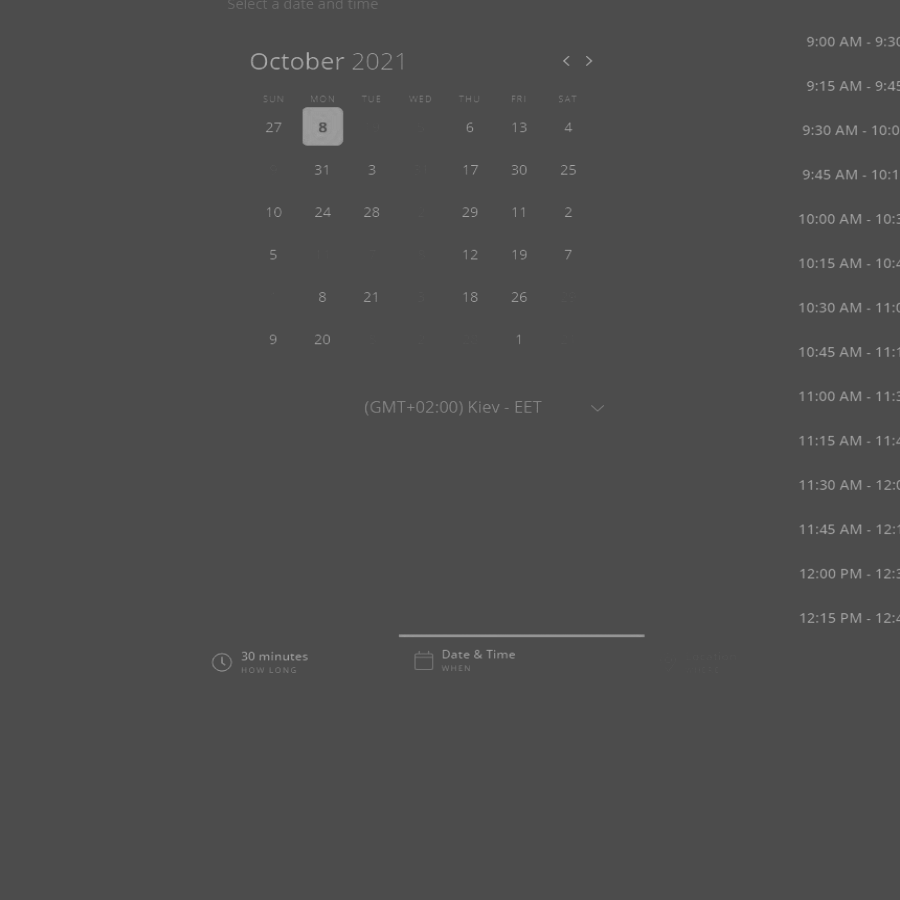 Select a date and time
October 2021
SUN MON TUE WED THU FRI SAT
27 8 6 13 4
31 3 17 30 25
10 24 28 29 11 2
5 12 19 7
8 21 18 26
9 20 1
(GMT+02:00) Kiev - EET
9:00 AM - 9:30
9:15 AM - 9:45
9:30 AM - 10:0
9:45 AM - 10:1
10:00 AM - 10:3
10:15 AM - 10:4
10:30 AM - 11:0
10:45 AM - 11:1
11:00 AM - 11:3
11:15 AM - 11:4
11:30 AM - 12:0
11:45 AM - 12:1
12:00 PM - 12:3
12:15 PM - 12:4
30 minutes
HOW LONG
Date & Time
WHEN